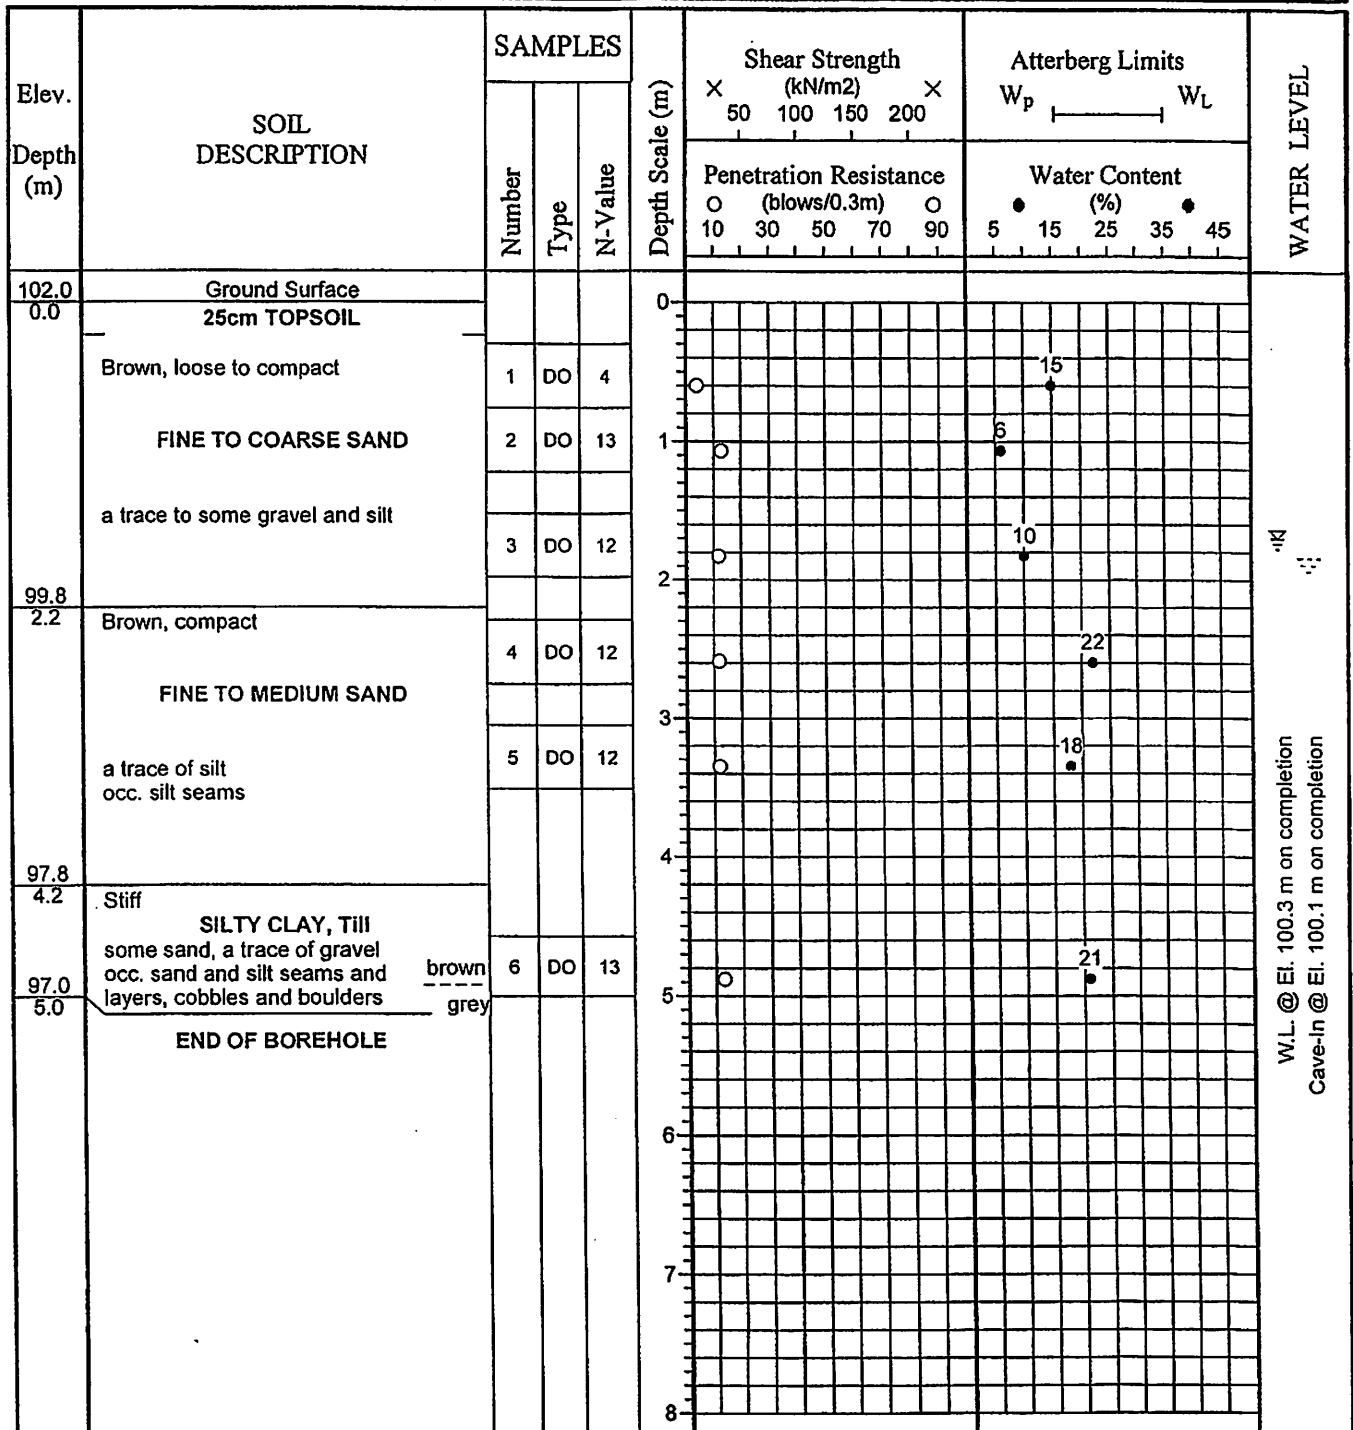 Elev.
Depth
(m)
SOIL
DESCRIPTION
SAMPLES
Number
Type
N-Value
Depth Scale (m)
Shear Strength
(kN/m2)
× ×
50 100 150 200
Penetration Resistance
(blows/0.3m)
10 30 50 70 90
Atterberg Limits
Wp WL
Water Content
(%)
5 15 25 35 45
WATER LEVEL
102.0 Ground Surface
0.0 25cm TOPSOIL 0
Brown, loose to compact 1 DO 4 15
FINE TO COARSE SAND 2 DO 13 1 6
a trace to some gravel and silt
3 DO 12 10
2
99.8
2.2 Brown, compact
4 DO 12 22
FINE TO MEDIUM SAND
3
5 DO 12 18
a trace of silt
occ. silt seams
4
97.8
4.2 Stiff
SILTY CLAY, Till
some sand, a trace of gravel
occ. sand and silt seams and brown 6 DO 13 21
layers, cobbles and boulders grey
97.0
5.0 5
END OF BOREHOLE
6
7
8
W.L. @ El. 100.3 m on completion
Cave-In @ El. 100.1 m on completion